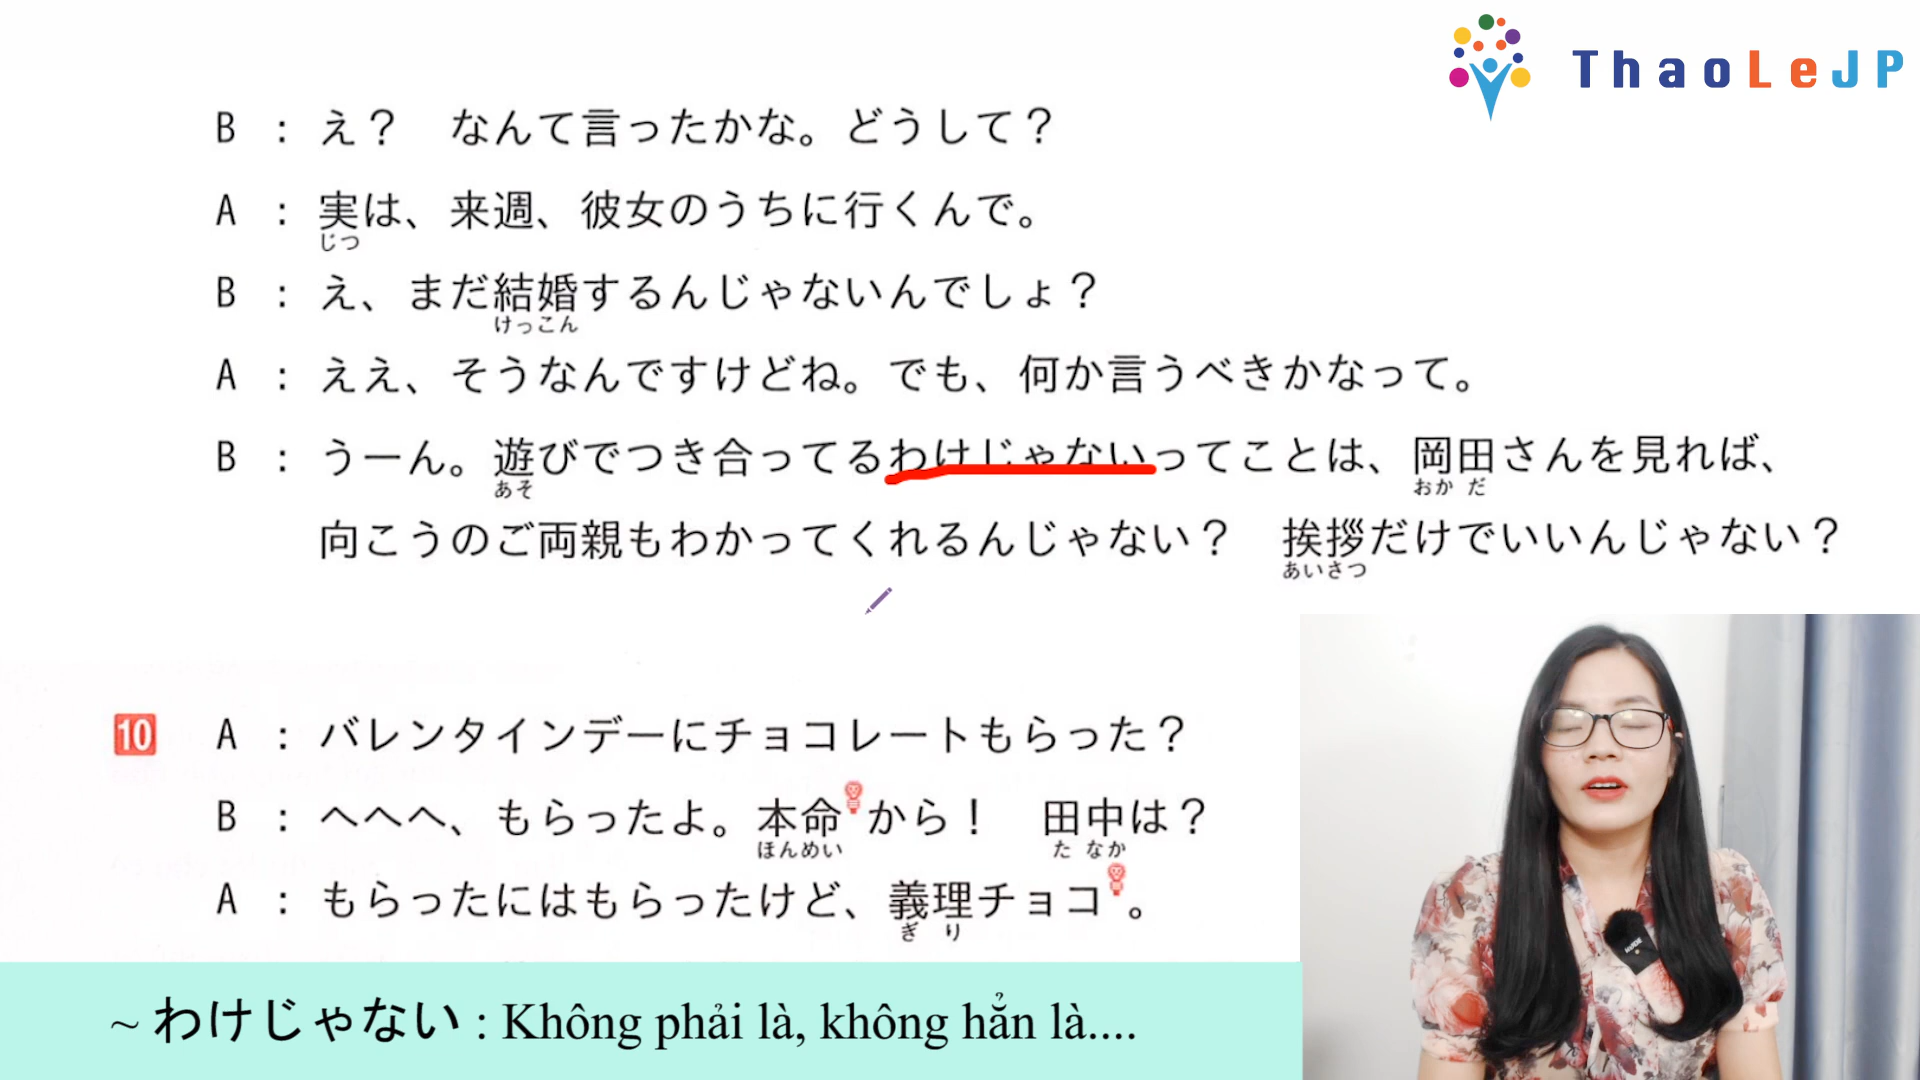 ThaoLeJP
B : え？ なんて言ったかな。どうして？
A : 実は、来週、彼女のうちに行くんで。
じつ
B : え、まだ結婚するんじゃないんでしょ？
けっこん
A : ええ、そうなんですけどね。でも、何か言うべきかなって。
B : うーん。遊びでつき合ってるわけじゃないってことは、岡田さんを見れば、
あそ おか だ
向こうのご両親もわかってくれるんじゃない？ 挨拶だけでいいんじゃない？
あいさつ
10 A : バレンタインデーにチョコレートもらった？
B : へへへ、もらったよ。本命から！ 田中は？
ほんめい た なか
A : もらったにはもらったけど、義理チョコ。
ぎ り
~ わけじゃない : Không phải là, không hẳn là....